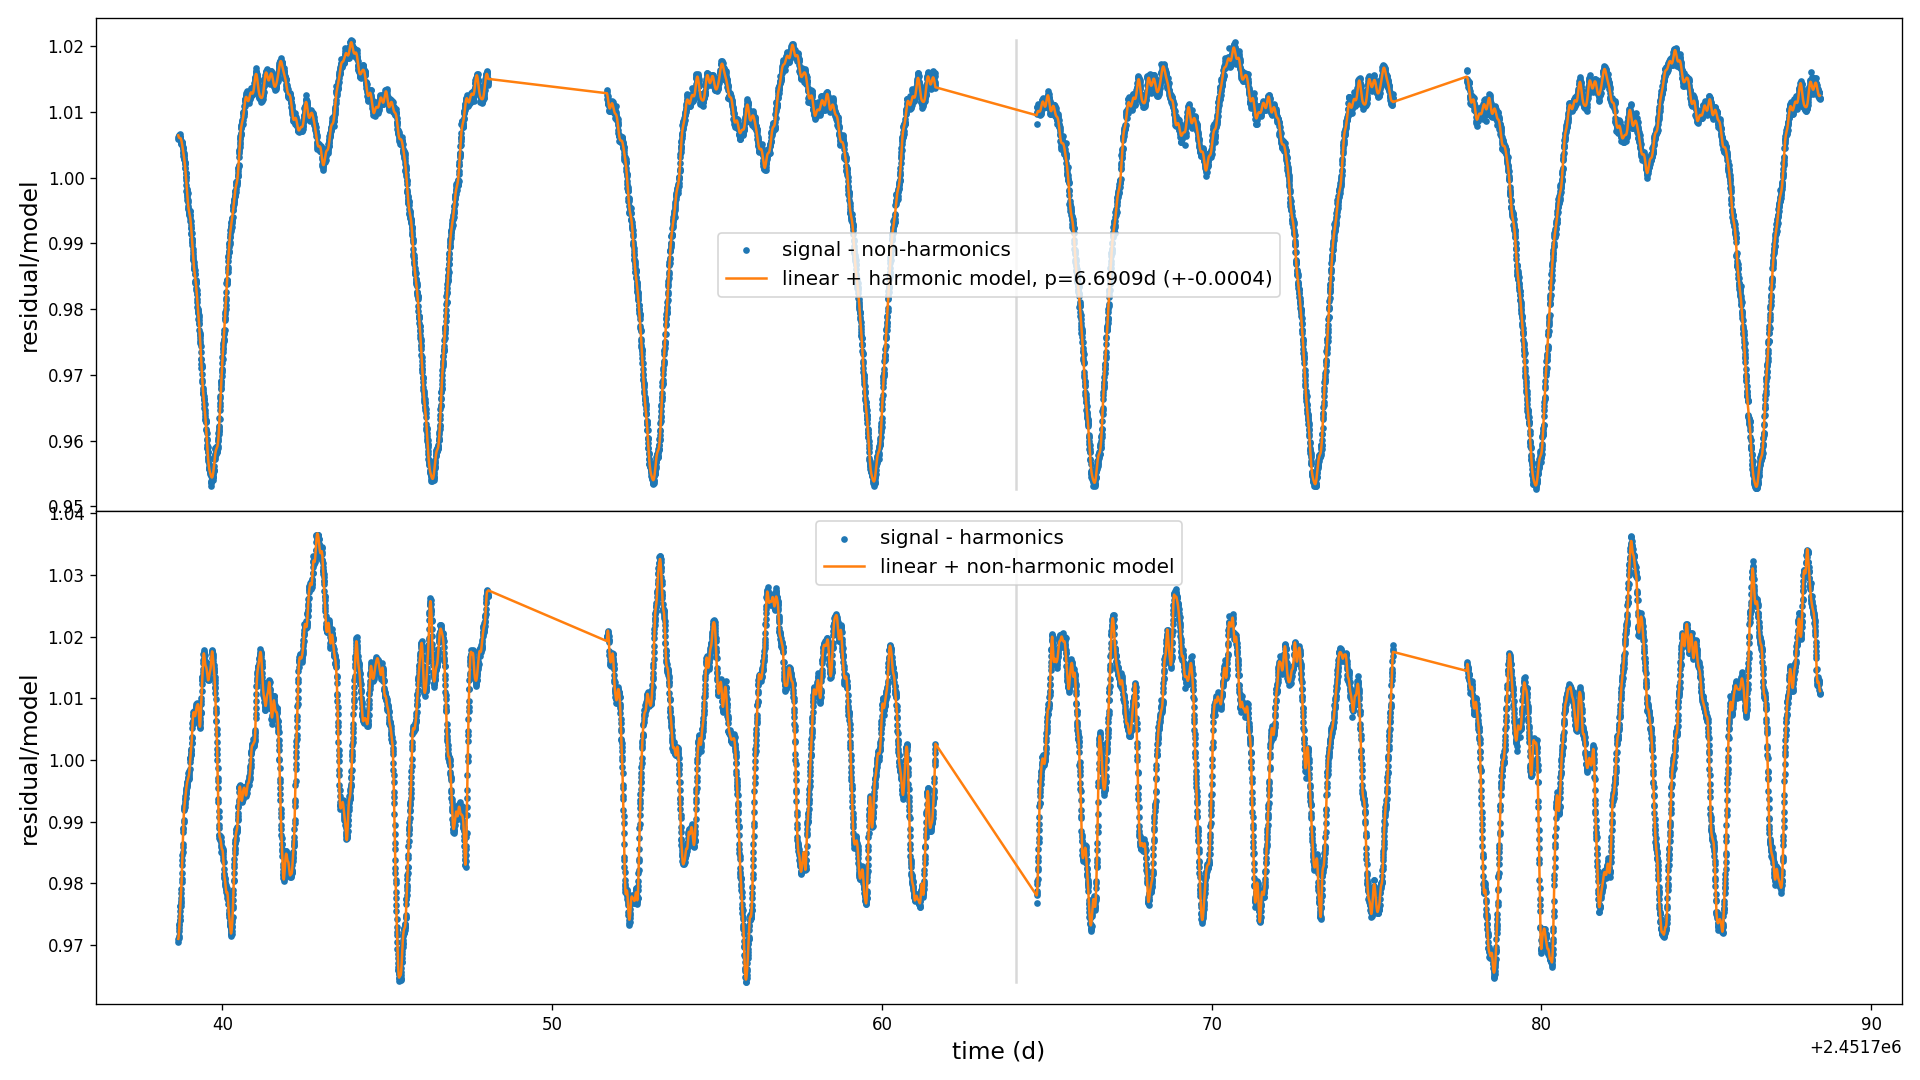 1.02
1.01
1.00
0.99
0.98
0.97
0.96
0.95
residual/model
signal - non-harmonics
linear + harmonic model, p=6.6909d (+-0.0004)
1.04
1.03
1.02
1.01
1.00
0.99
0.98
0.97
residual/model
signal - harmonics
linear + non-harmonic model
40 50 60 70 80 90
time (d)
+2.4517e6